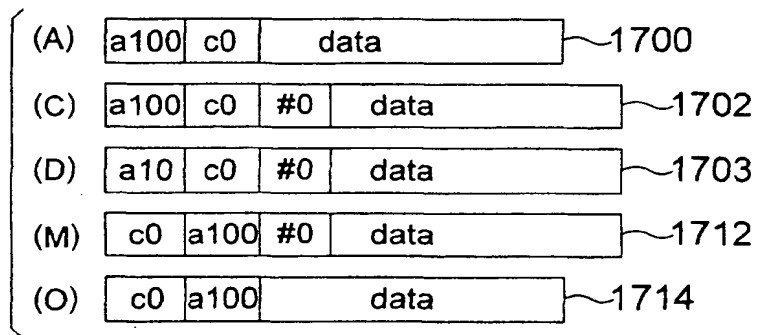 (A) a100 c0 data 1700
(C) a100 c0 #0 data 1702
(D) a10 c0 #0 data 1703
(M) c0 a100 #0 data 1712
(O) c0 a100 data 1714